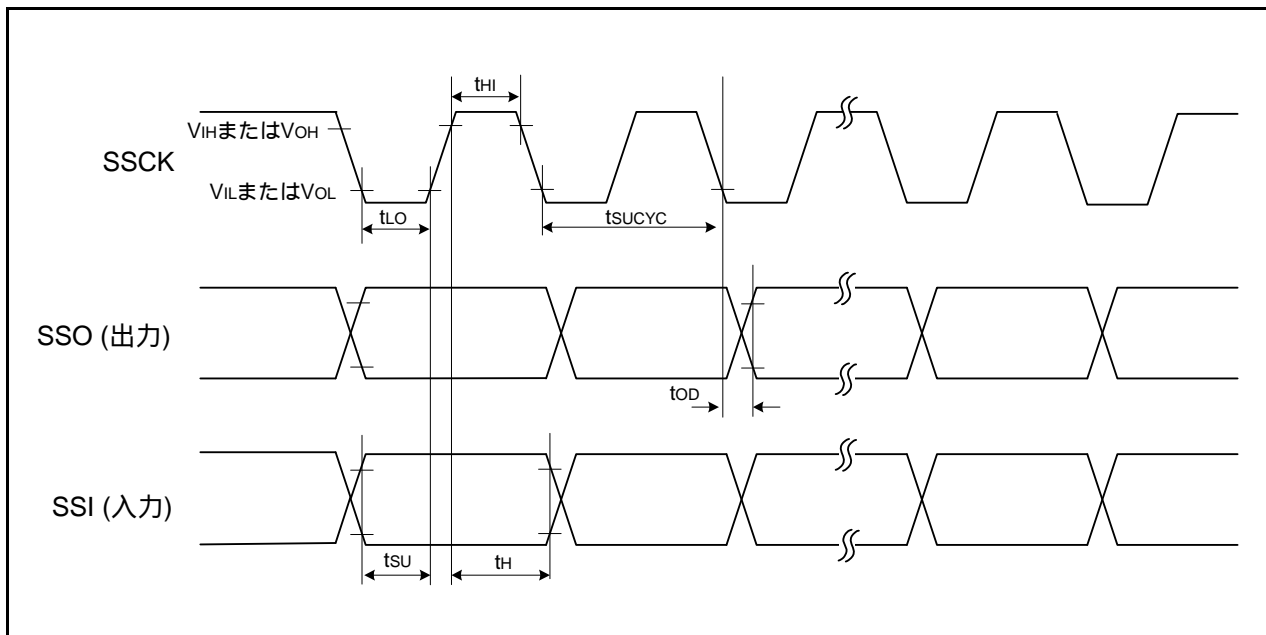 tHI
VIHまたはVOH
SSCK
VILまたはVOL
tLO
tSUCYC
SSO (出力)
tOD
SSI (入力)
tSU
tH